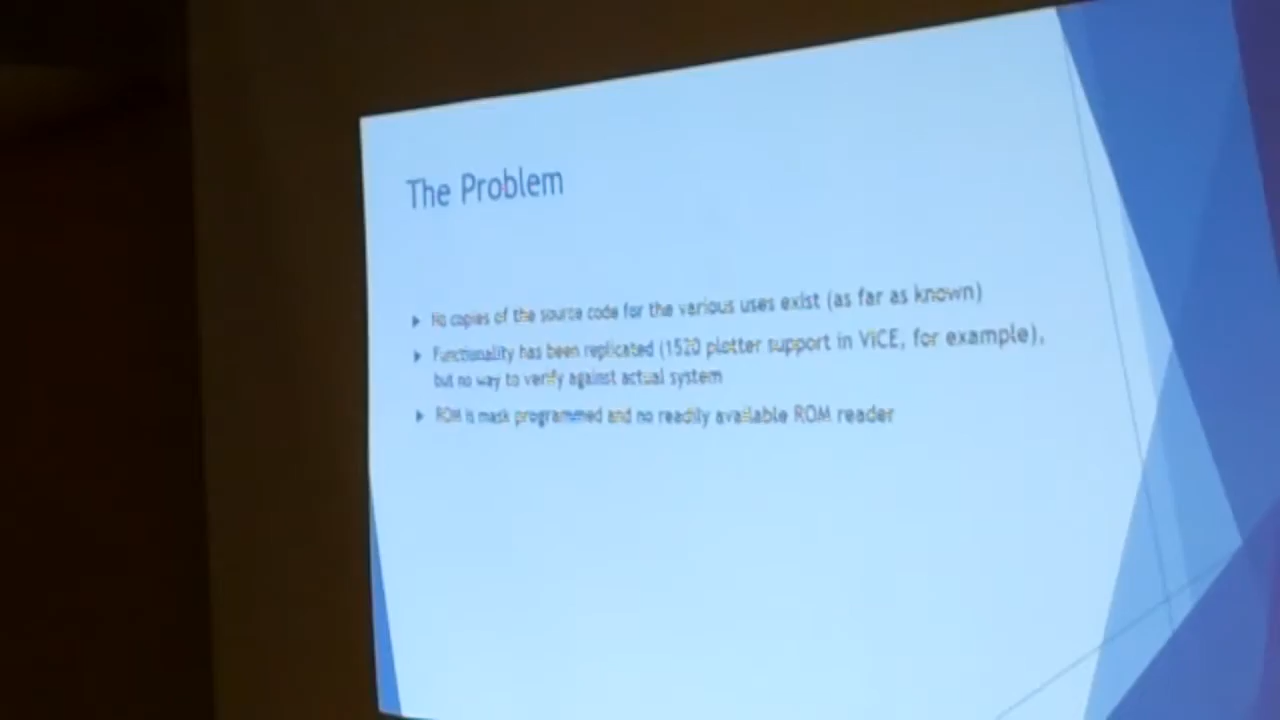 The Problem
No copies of the source code for the various uses exist (as far as known)
Functionality has been replicated (1520 plotter support in VICE, for example),
but no way to verify against actual system
ROM is mask programmed and no readily available ROM reader